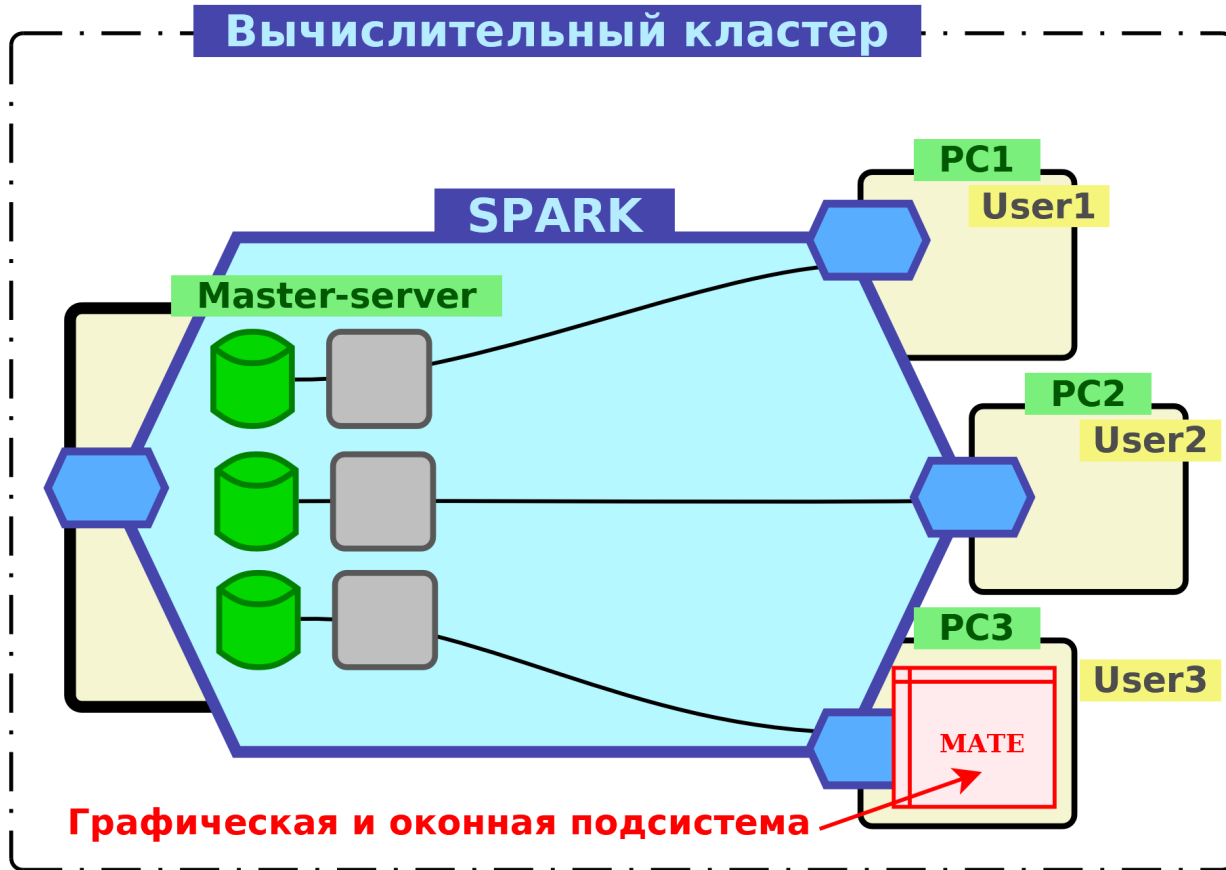 Вычислительный кластер
PC1
User1
SPARK
Master-server
PC2
User2
PC3
User3
MATE
Графическая и оконная подсистема